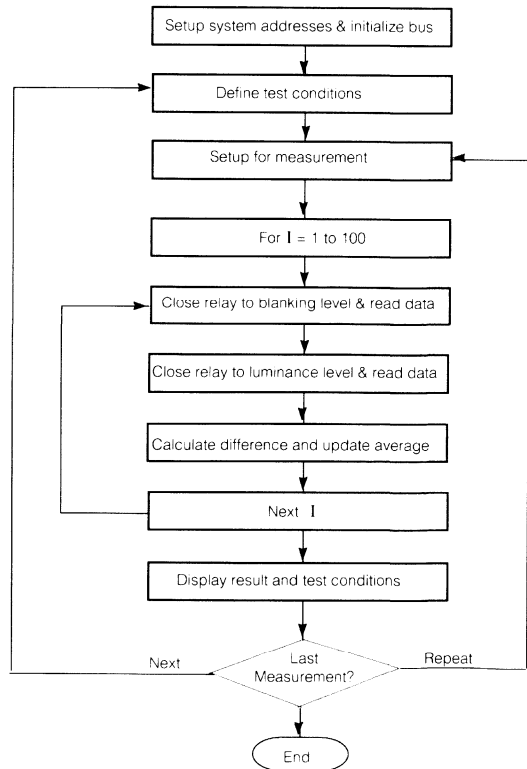 Setup system addresses & initialize bus
Define test conditions
Setup for measurement
For I = 1 to 100
Close relay to blanking level & read data
Close relay to luminance level & read data
Calculate difference and update average
Next I
Display result and test conditions
Next
Last
Measurement?
Repeat
End